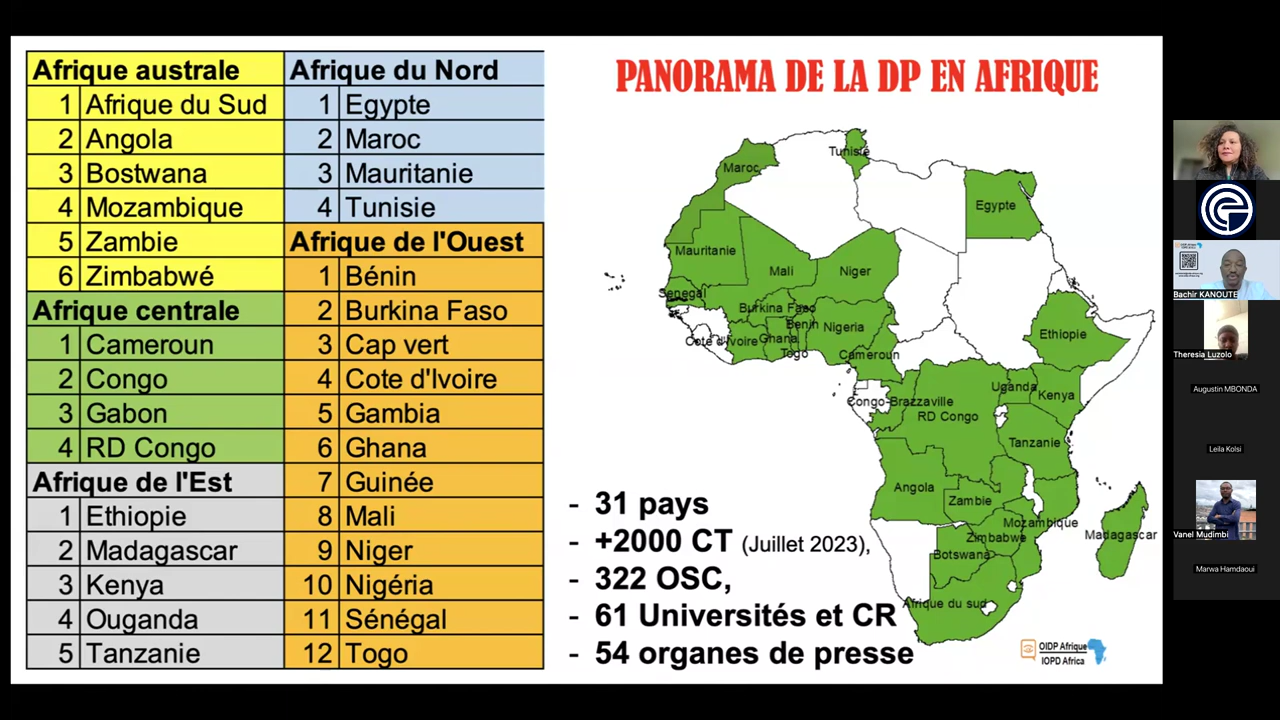 Afrique australe
1 Afrique du Sud
2 Angola
3 Bostwana
4 Mozambique
5 Zambie
6 Zimbabwé
Afrique centrale
1 Cameroun
2 Congo
3 Gabon
4 RD Congo
Afrique de l'Est
1 Ethiopie
2 Madagascar
3 Kenya
4 Ouganda
5 Tanzanie
Afrique du Nord
1 Egypte
2 Maroc
3 Mauritanie
4 Tunisie
Afrique de l'Ouest
1 Bénin
2 Burkina Faso
3 Cap vert
4 Cote d'Ivoire
5 Gambia
6 Ghana
7 Guinée
8 Mali
9 Niger
10 Nigéria
11 Sénégal
12 Togo
PANORAMA DE LA DP EN AFRIQUE
Tunisie
Maroc
Egypte
Mauritanie
Mali
Niger
Senegal
Burkina Faso
Benin
Nigeria
Cote d'Ivoire
Ghana
Togo
Cameroun
Ethiopie
Uganda
Kenya
Congo-Brazzaville
RD Congo
Tanzanie
Angola
Zambie
Mozambique
Zimbabwe
Madagascar
Botswana
Afrique du sud
- 31 pays
- +2000 CT (Juillet 2023),
- 322 OSC,
- 61 Universités et CR
- 54 organes de presse
OIDP Afrique
IOPD Africa
Bachir KANOUTE
Theresia Luzolo
Augustin MBONDA
Leila Kolsi
Vanel Mudimbi
Marwa Hamdaoui